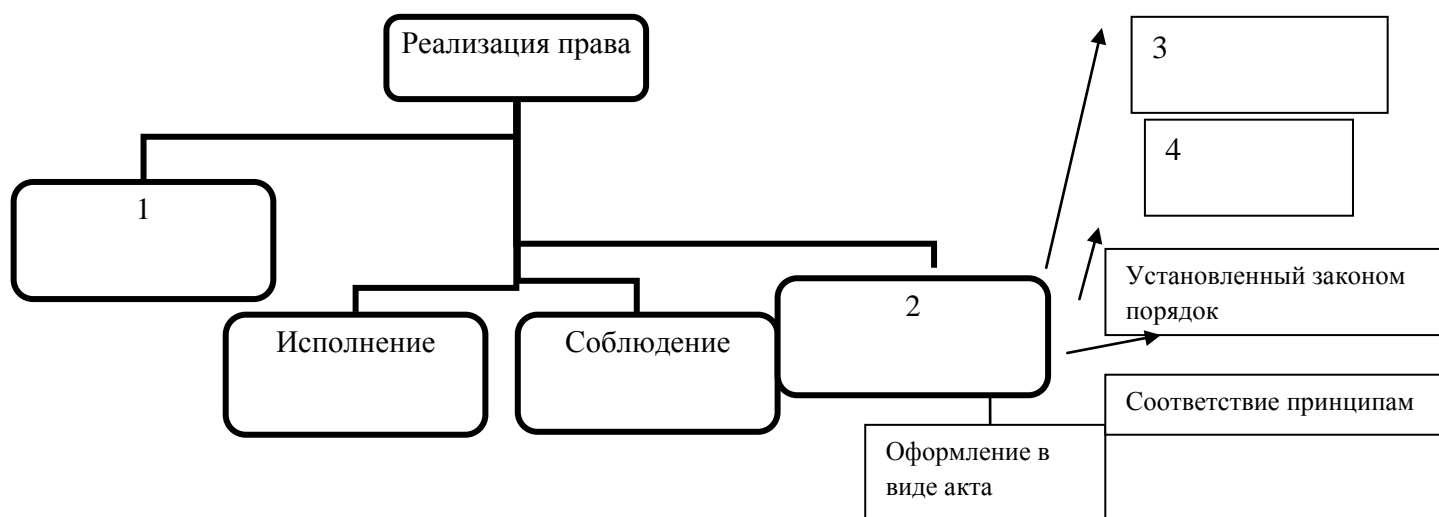 Реализация права
3
4
1
2
Установленный законом
порядок
Исполнение
Соблюдение
Соответствие принципам
Оформление в
виде акта